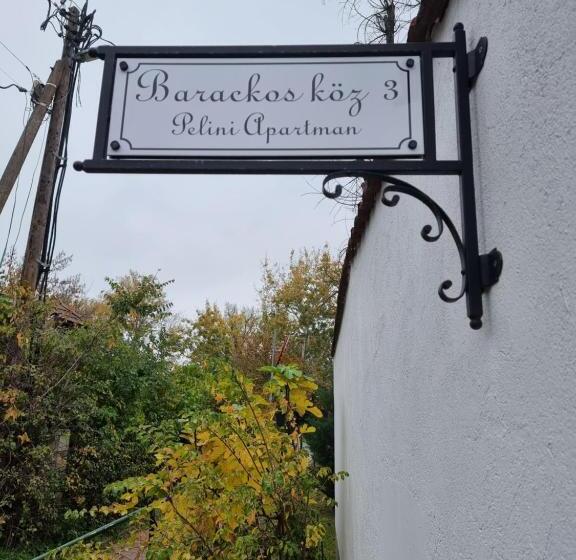 Barackos köz 3
Pelini Apartman